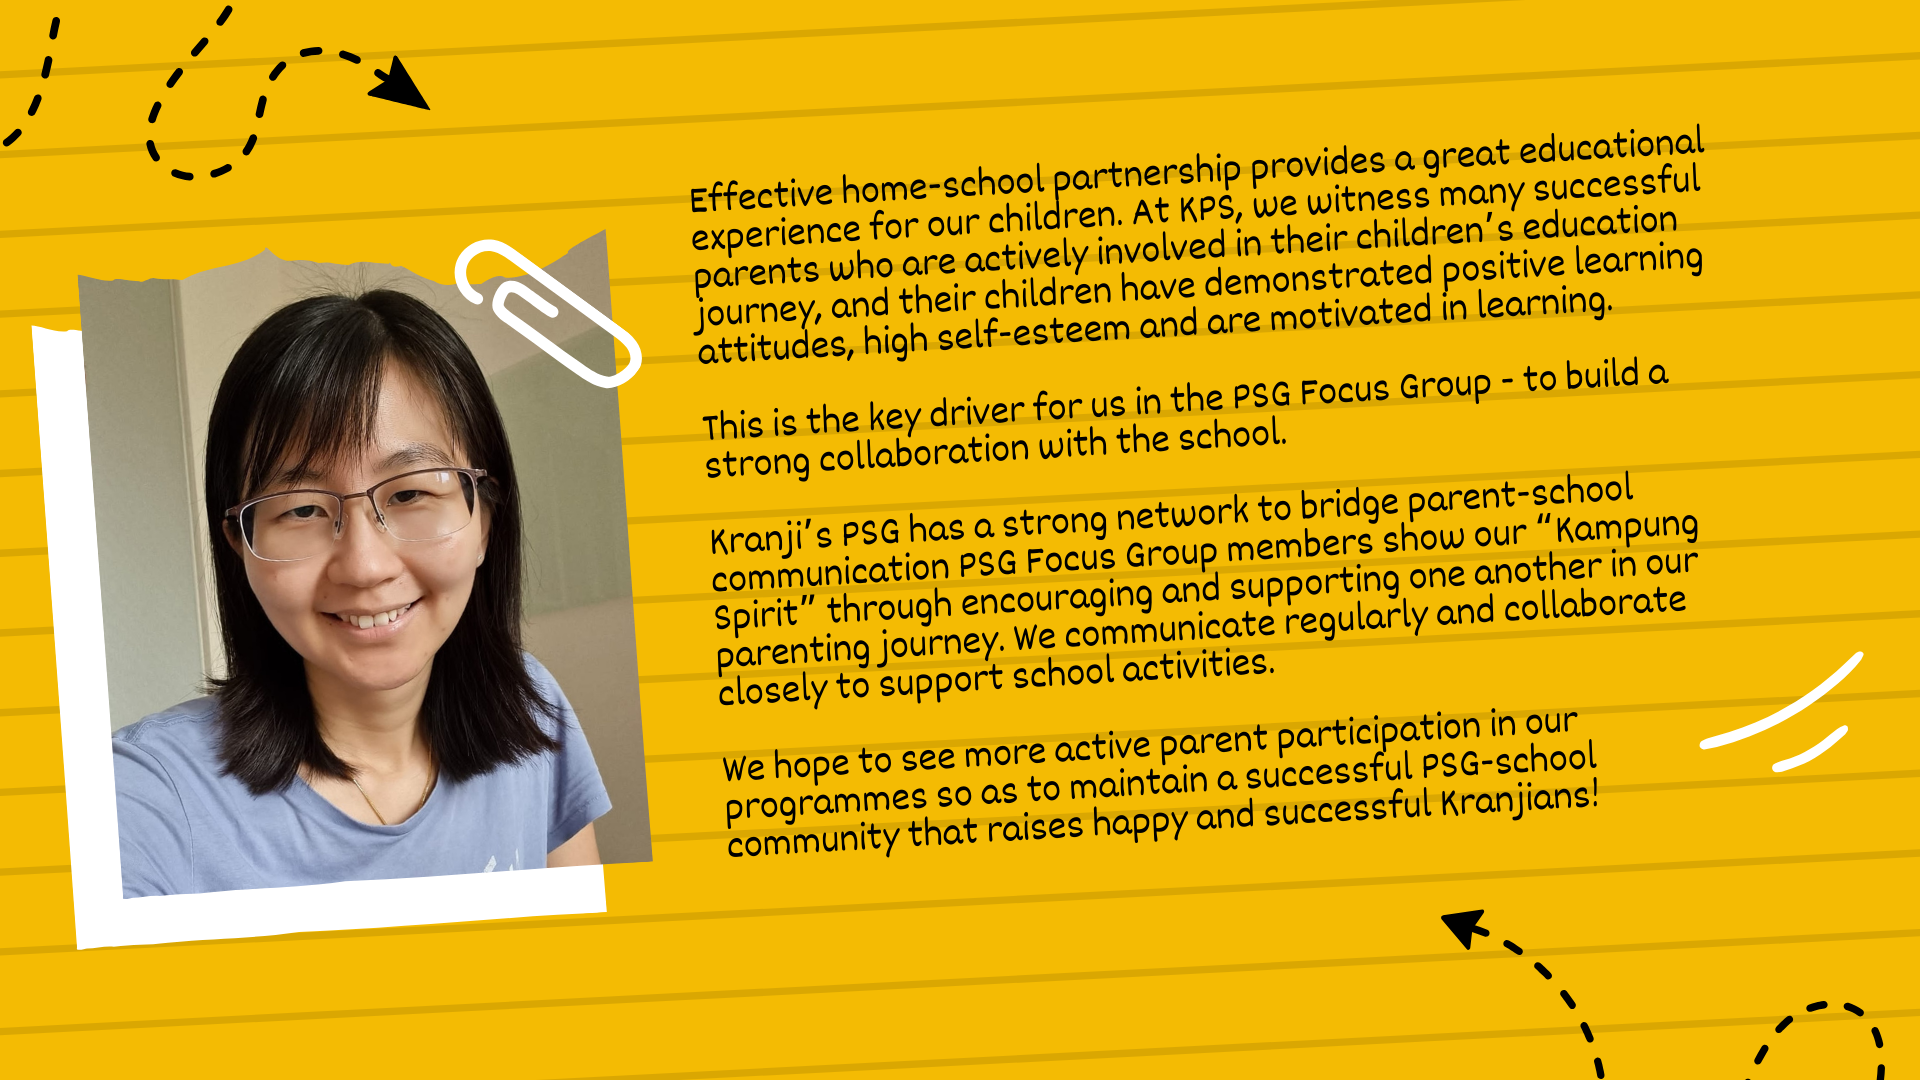 Effective home-school partnership provides a great educational
experience for our children. At KPS, we witness many successful
parents who are actively involved in their children's education
journey, and their children have demonstrated positive learning
attitudes, high self-esteem and are motivated in learning.
This is the key driver for us in the PSG Focus Group - to build a
strong collaboration with the school.
Kranji's PSG has a strong network to bridge parent-school
communication PSG Focus Group members show our “Kampung
Spirit” through encouraging and supporting one another in our
parenting journey. We communicate regularly and collaborate
closely to support school activities.
We hope to see more active parent participation in our
programmes so as to maintain a successful PSG-school
community that raises happy and successful Kranjians!